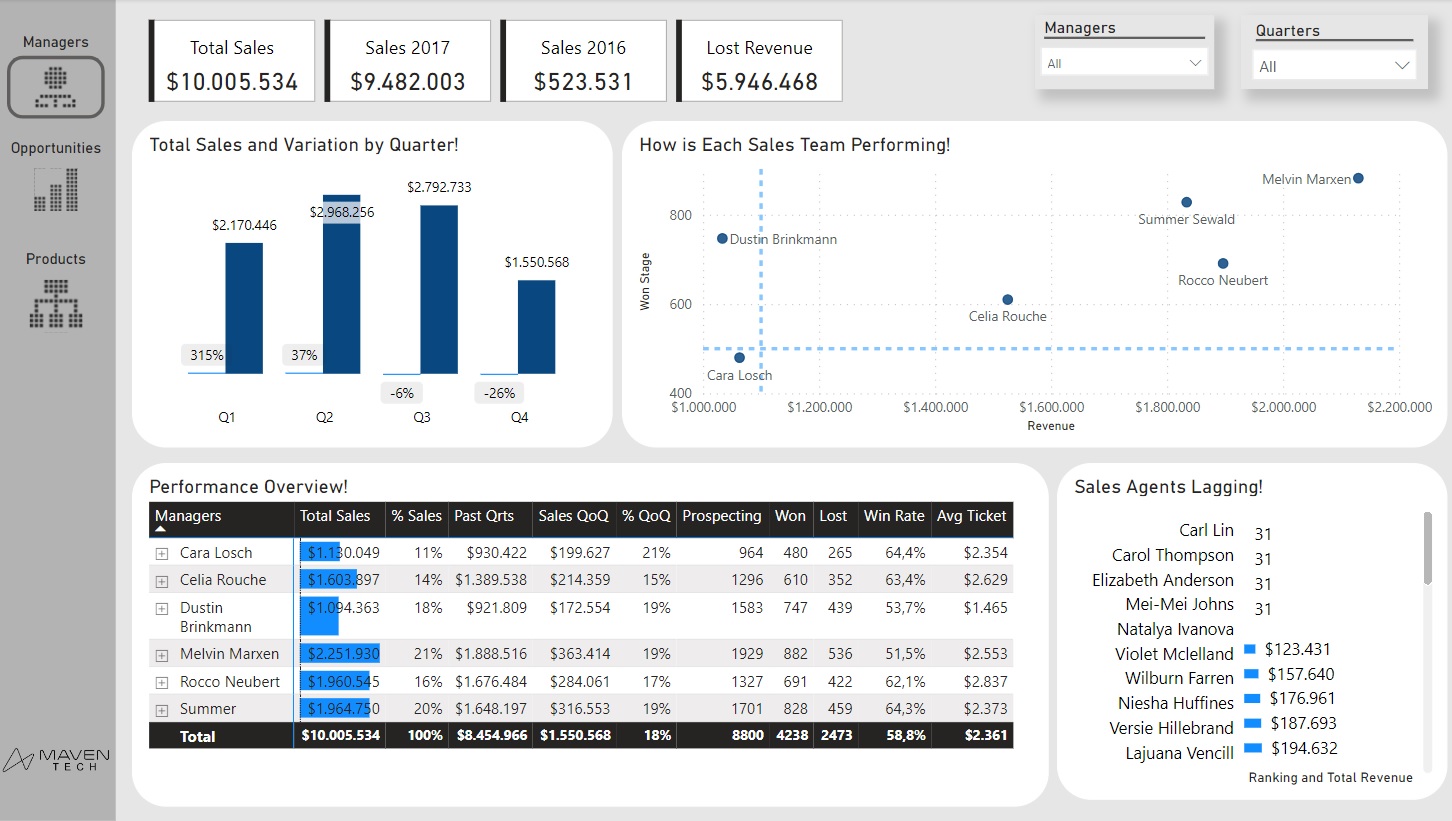 Managers
Opportunities
Products
MAVEN
TECH
Total Sales
$10.005.534
Sales 2017
$9.482.003
Sales 2016
$523.531
Lost Revenue
$5.946.468
Managers
All
Quarters
All
Total Sales and Variation by Quarter!
$2.170.446
$2.968.256
$2.792.733
$1.550.568
315%
37%
-6%
-26%
Q1 Q2 Q3 Q4
How is Each Sales Team Performing!
Won Stage
800
600
400
Melvin Marxen
Summer Sewald
Dustin Brinkmann
Rocco Neubert
Celia Rouche
Cara Losch
$1.000.000 $1.200.000 $1.400.000 $1.600.000 $1.800.000 $2.000.000 $2.200.000
Revenue
Performance Overview!
Managers Total Sales % Sales Past Qrts Sales QoQ % QoQ Prospecting Won Lost Win Rate Avg Ticket
Cara Losch $1.130.049 11% $930.422 $199.627 21% 964 480 265 64,4% $2.354
Celia Rouche $1.603.897 14% $1.389.538 $214.359 15% 1296 610 352 63,4% $2.629
Dustin $1.094.363 18% $921.809 $172.554 19% 1583 747 439 53,7% $1.465
Brinkmann
Melvin Marxen $2.251.930 21% $1.888.516 $363.414 19% 1929 882 536 51,5% $2.553
Rocco Neubert $1.960.545 16% $1.676.484 $284.061 17% 1327 691 422 62,1% $2.837
Summer $1.964.750 20% $1.648.197 $316.553 19% 1701 828 459 64,3% $2.373
Total $10.005.534 100% $8.454.966 $1.550.568 18% 8800 4238 2473 58,8% $2.361
Sales Agents Lagging!
Carl Lin 31
Carol Thompson 31
Elizabeth Anderson 31
Mei-Mei Johns 31
Natalya Ivanova
Violet Mclelland $123.431
Wilburn Farren $157.640
Niesha Huffines $176.961
Versie Hillebrand $187.693
Lajuana Vencill $194.632
Ranking and Total Revenue